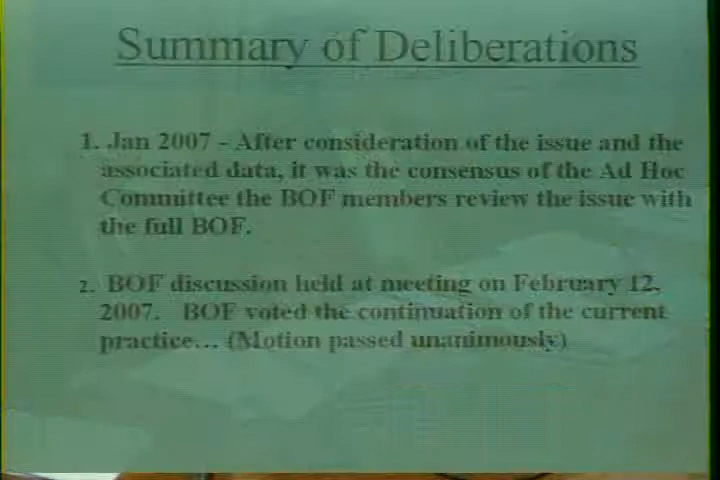 Summary of Deliberations
1. Jan 2007 - After consideration of the issue and the
associated data, it was the consensus of the Ad Hoc
Committee the BOF members review the issue with
the full BOF.
2. BOF discussion held at meeting on February 12,
2007. BOF voted the continuation of the current
practice... (Motion passed unanimously)